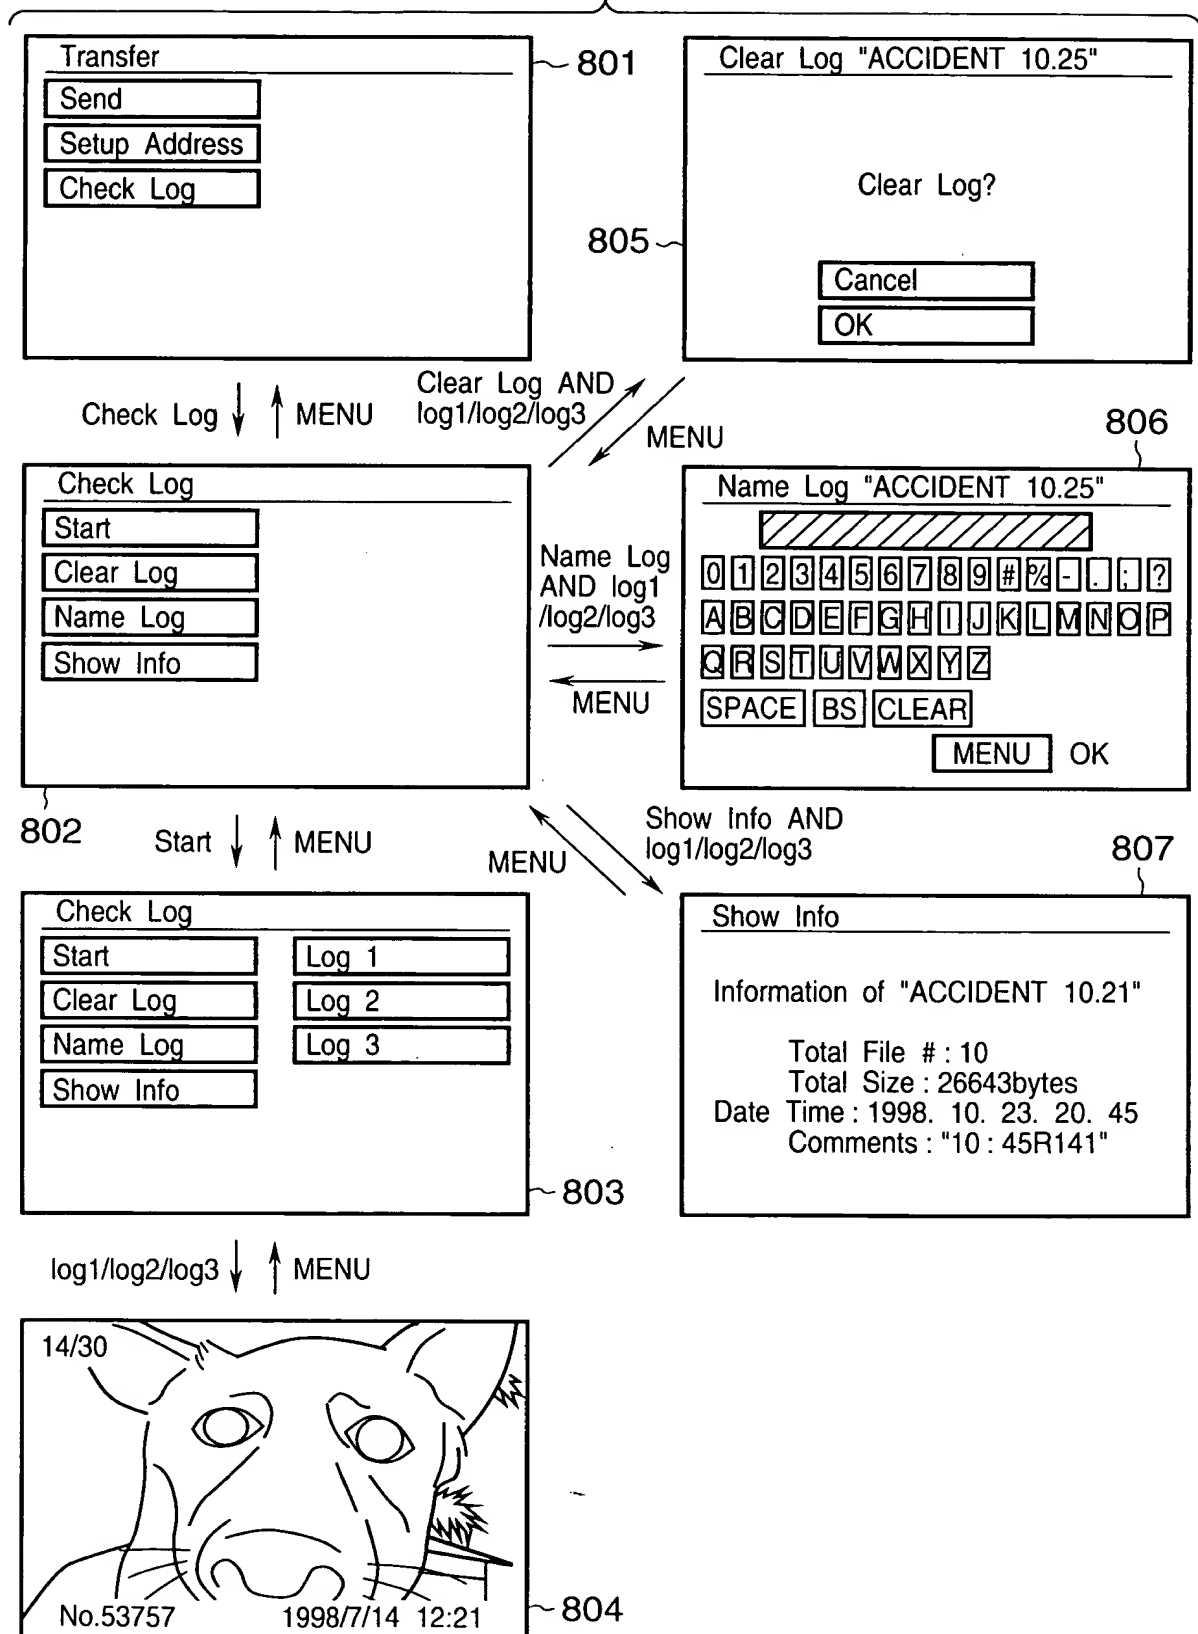 Transfer
801
Send
Setup Address
Check Log
Clear Log "ACCIDENT 10.25"
Clear Log?
805
Cancel
OK
Check Log
MENU
Clear Log AND
log1/log2/log3
MENU
802
Check Log
Start
Clear Log
Name Log
Show Info
Name Log
AND log1
/log2/log3
MENU
806
Name Log "ACCIDENT 10.25"
0 1 2 3 4 5 6 7 8 9 # % - . ; ?
A B C D E F G H I J K L M N O P
Q R S T U V W X Y Z
SPACE BS CLEAR
MENU OK
Start
MENU
MENU
Show Info AND
log1/log2/log3
803
Check Log
Start
Clear Log
Name Log
Show Info
Log 1
Log 2
Log 3
807
Show Info
Information of "ACCIDENT 10.21"
Total File # : 10
Total Size : 26643bytes
Date Time : 1998. 10. 23. 20. 45
Comments : "10 : 45R141"
log1/log2/log3
MENU
14/30
No.53757
1998/7/14 12:21
804